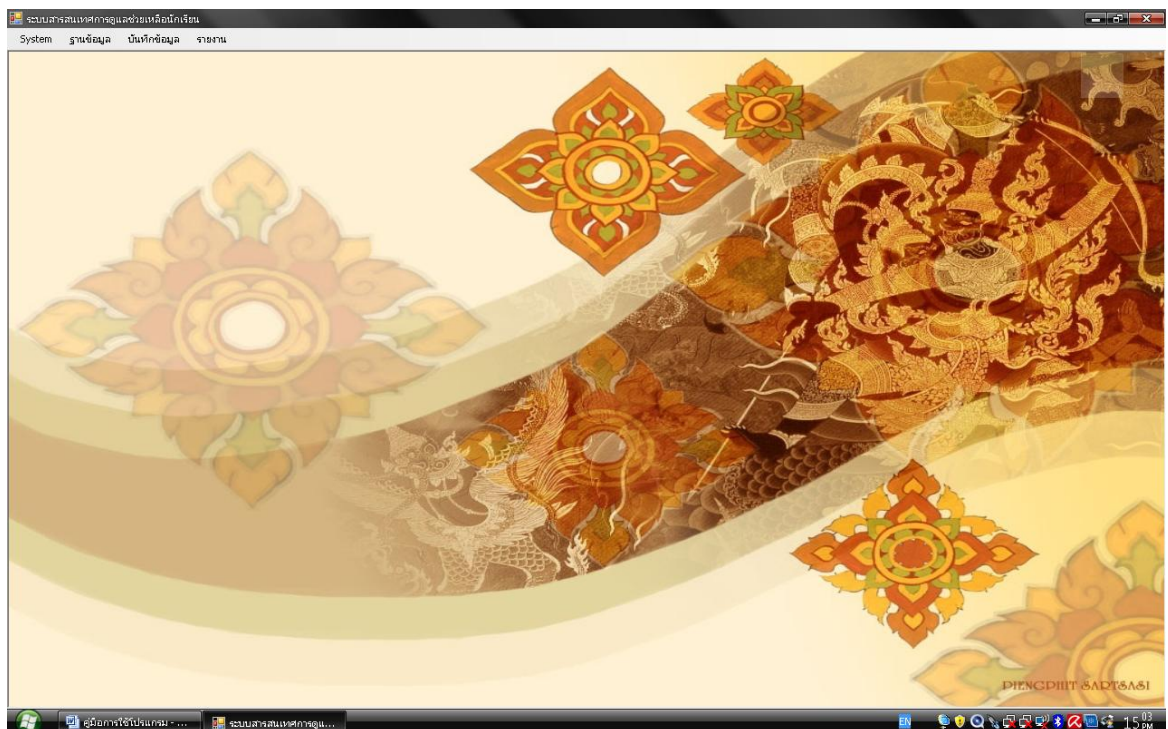 ระบบสารสนเทศการดูแลช่วยเหลือนักเรียน
System ฐานข้อมูล บันทึกข้อมูล รายงาน
คู่มือการใช้โปรแกรม - ... ระบบสารสนเทศการดูแ... EN 15 03 PM